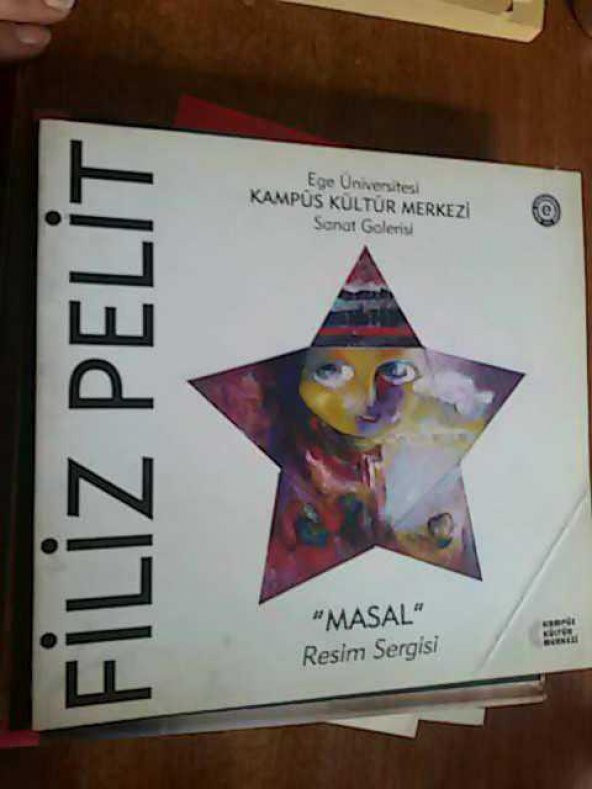 FİLİZ PELİT
Ege Üniversitesi
KAMPÜS KÜLTÜR MERKEZİ
Sanat Galerisi
"MASAL"
Resim Sergisi
KAMPÜS
KÜLTÜR
MERKEZİ